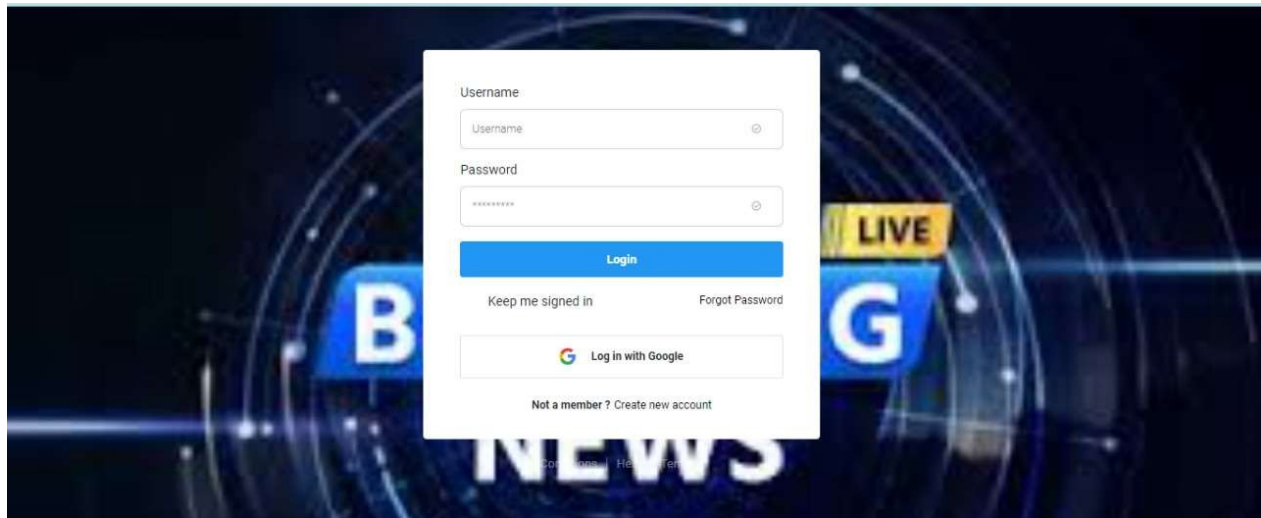 Username
Username
Password
*********
LIVE
Login
Keep me signed in
Forgot Password
B
G
Log in with Google
Not a member ? Create new account
NEWS